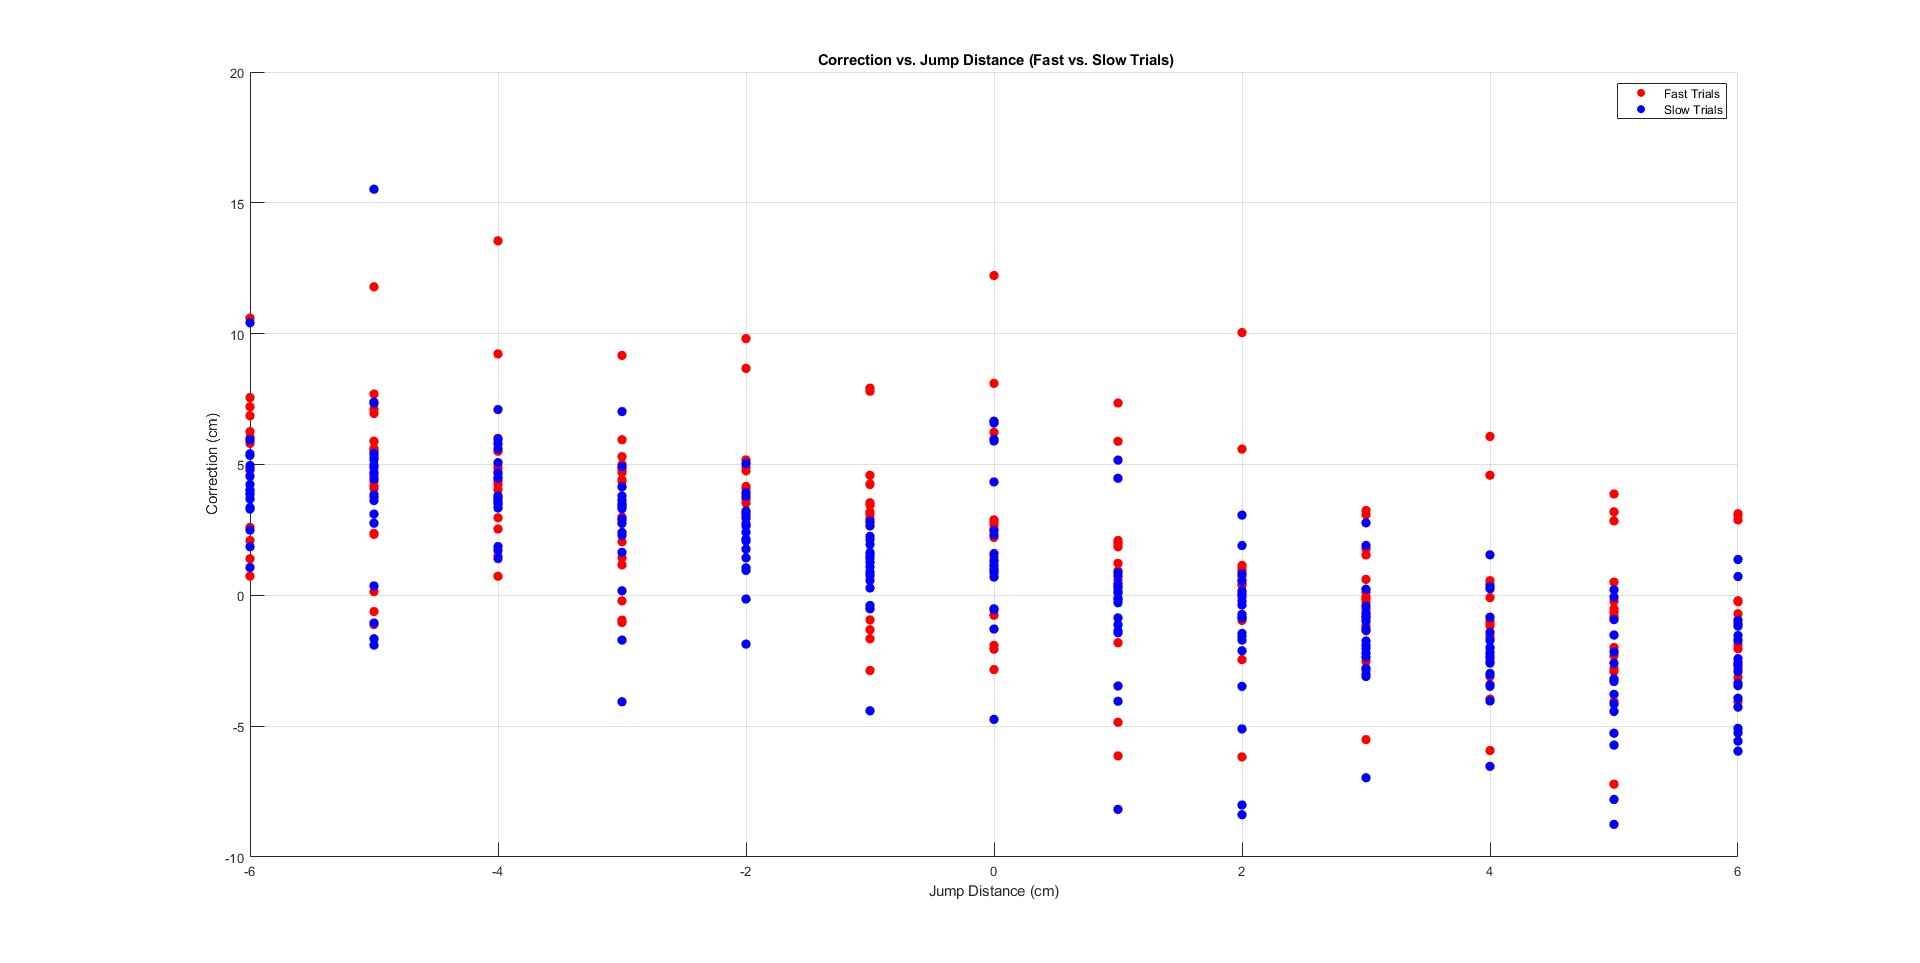 Correction vs. Jump Distance (Fast vs. Slow Trials)
Fast Trials
Slow Trials
20
15
10
5
0
-5
-10
Correction (cm)
-6
-4
-2
0
2
4
6
Jump Distance (cm)